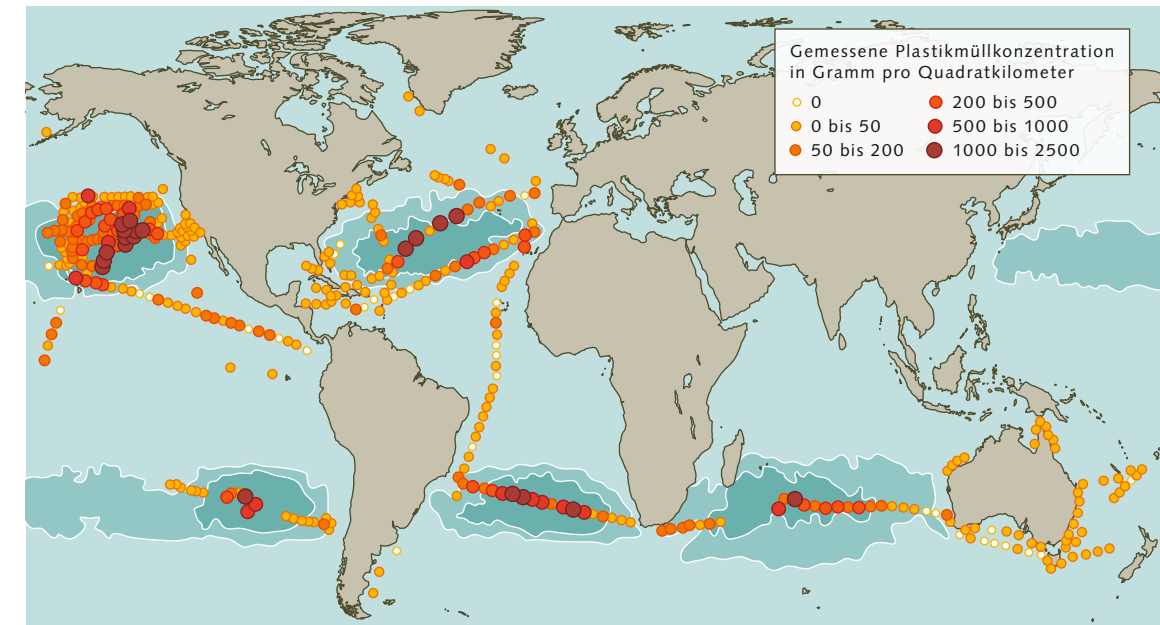 Gemessene Plastikmüllkonzentration
in Gramm pro Quadratkilometer
0
0 bis 50
50 bis 200
200 bis 500
500 bis 1000
1000 bis 2500